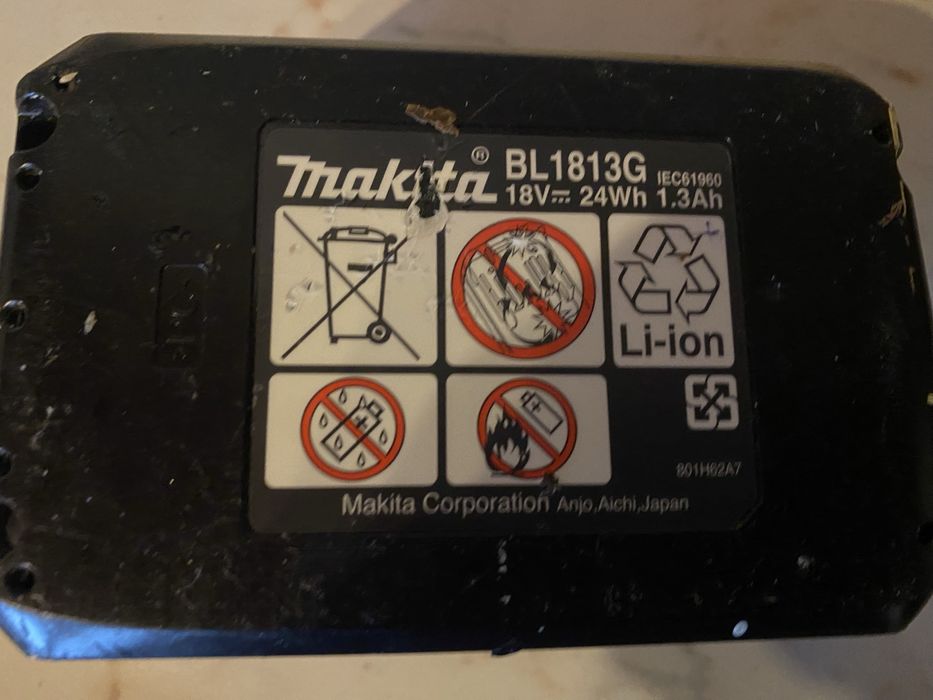 makita® BL1813G
IEC61960
18V⎓ 24Wh 1.3Ah
Li-ion
801H62A7
Makita Corporation Anjo,Aichi,Japan